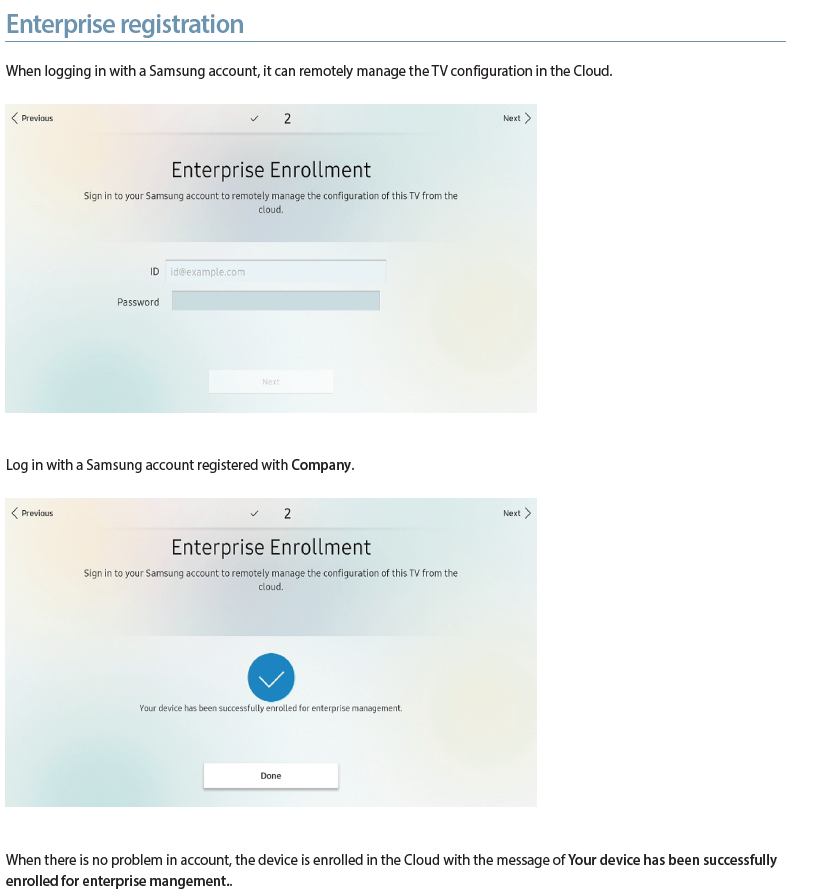 Enterprise registration
When logging in with a Samsung account, it can remotely manage the TV configuration in the Cloud.
Previous
2
Next
Enterprise Enrollment
Sign in to your Samsung account to remotely manage the configuration of this TV from the
cloud.
ID
id@example.com
Password
Next
Log in with a Samsung account registered with Company.
Previous
2
Next
Enterprise Enrollment
Sign in to your Samsung account to remotely manage the configuration of this TV from the
cloud.
Your device has been successfully enrolled for enterprise management.
Done
When there is no problem in account, the device is enrolled in the Cloud with the message of Your device has been successfully
enrolled for enterprise mangement..